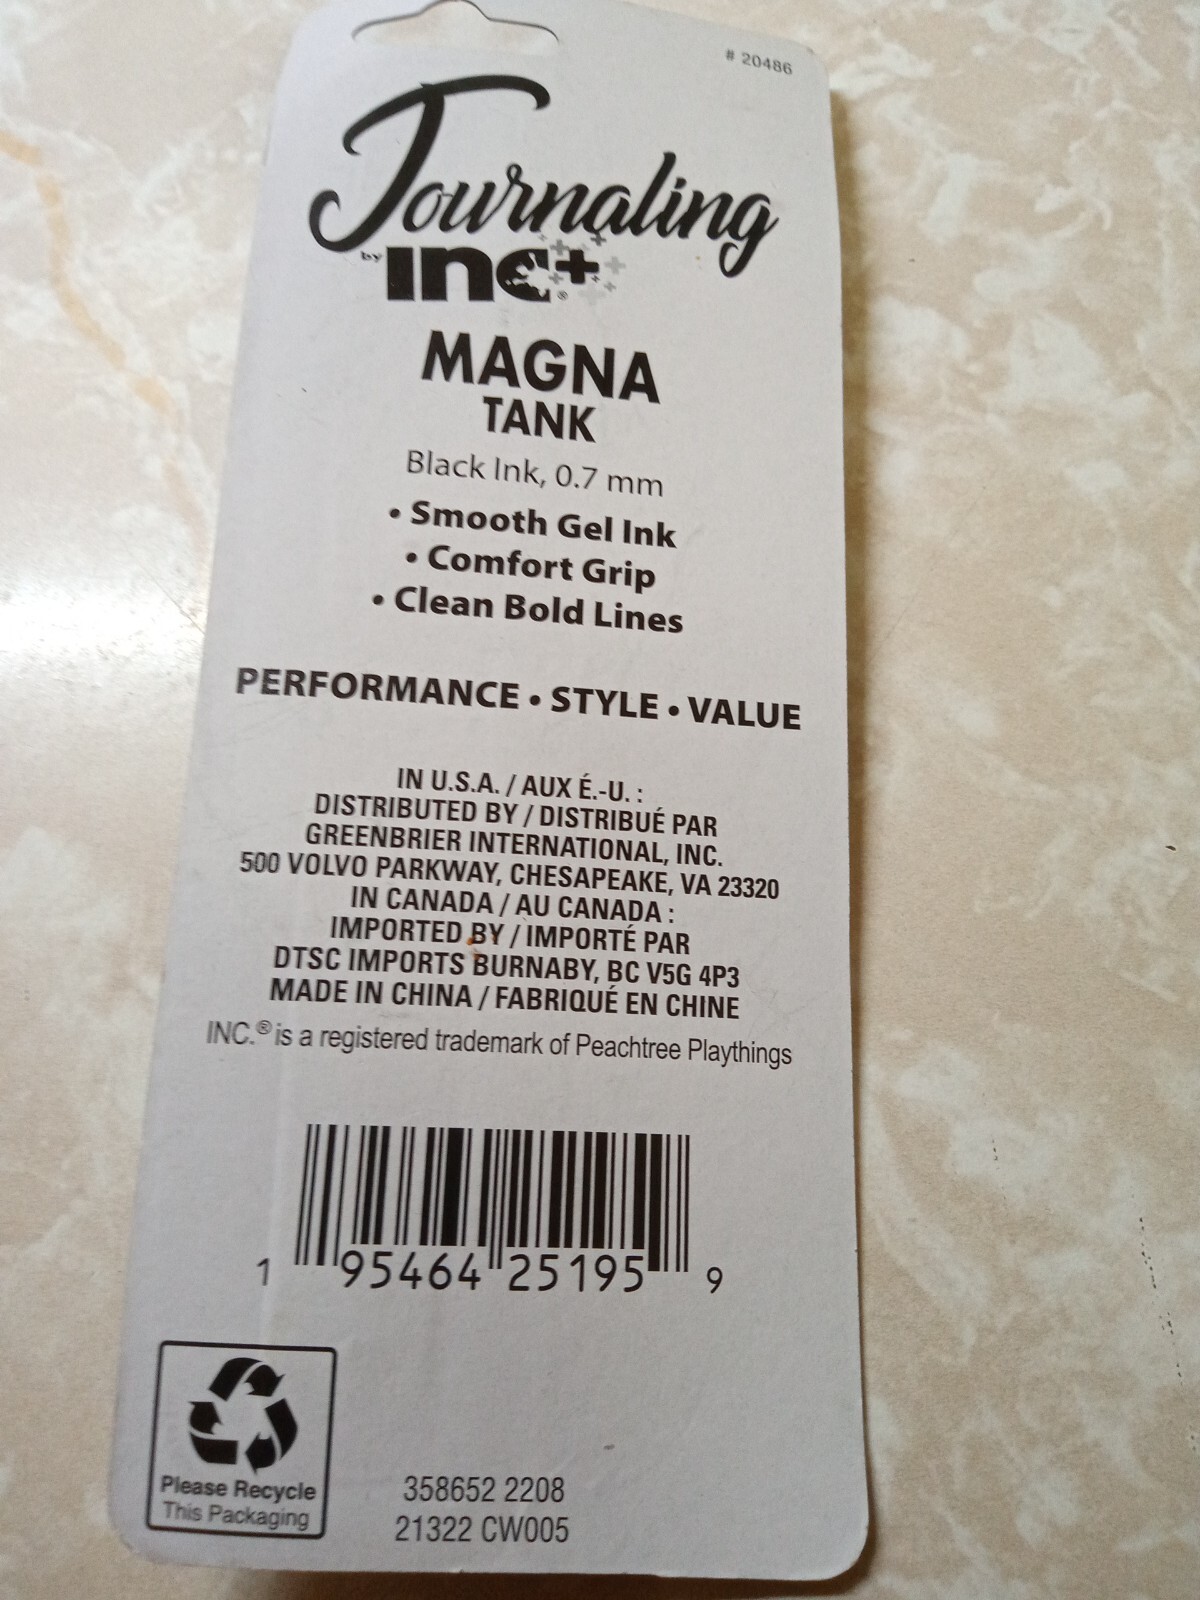 # 20486
Journaling
by inc+®
MAGNA
TANK
Black Ink, 0.7 mm
• Smooth Gel Ink
• Comfort Grip
• Clean Bold Lines
PERFORMANCE • STYLE • VALUE
IN U.S.A. / AUX É.-U. :
DISTRIBUTED BY / DISTRIBUÉ PAR
GREENBRIER INTERNATIONAL, INC.
500 VOLVO PARKWAY, CHESAPEAKE, VA 23320
IN CANADA / AU CANADA :
IMPORTED BY / IMPORTÉ PAR
DTSC IMPORTS BURNABY, BC V5G 4P3
MADE IN CHINA / FABRIQUÉ EN CHINE
INC.® is a registered trademark of Peachtree Playthings
1 95464 25195 9
Please Recycle
This Packaging
358652 2208
21322 CW005